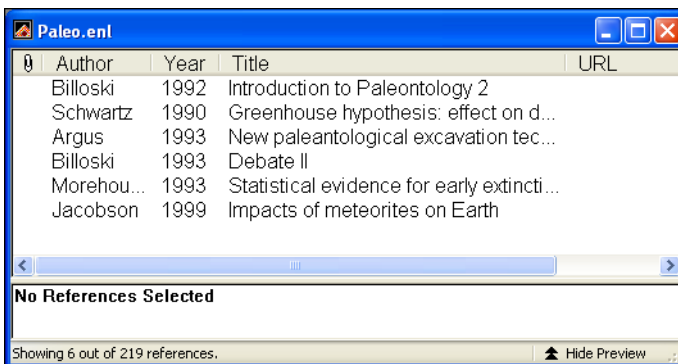 Paleo.enl
Author Year Title URL
Billoski 1992 Introduction to Paleontology 2
Schwartz 1990 Greenhouse hypothesis: effect on d...
Argus 1993 New paleantological excavation tec...
Billoski 1993 Debate II
Morehou... 1993 Statistical evidence for early extincti...
Jacobson 1999 Impacts of meteorites on Earth
No References Selected
Showing 6 out of 219 references. Hide Preview